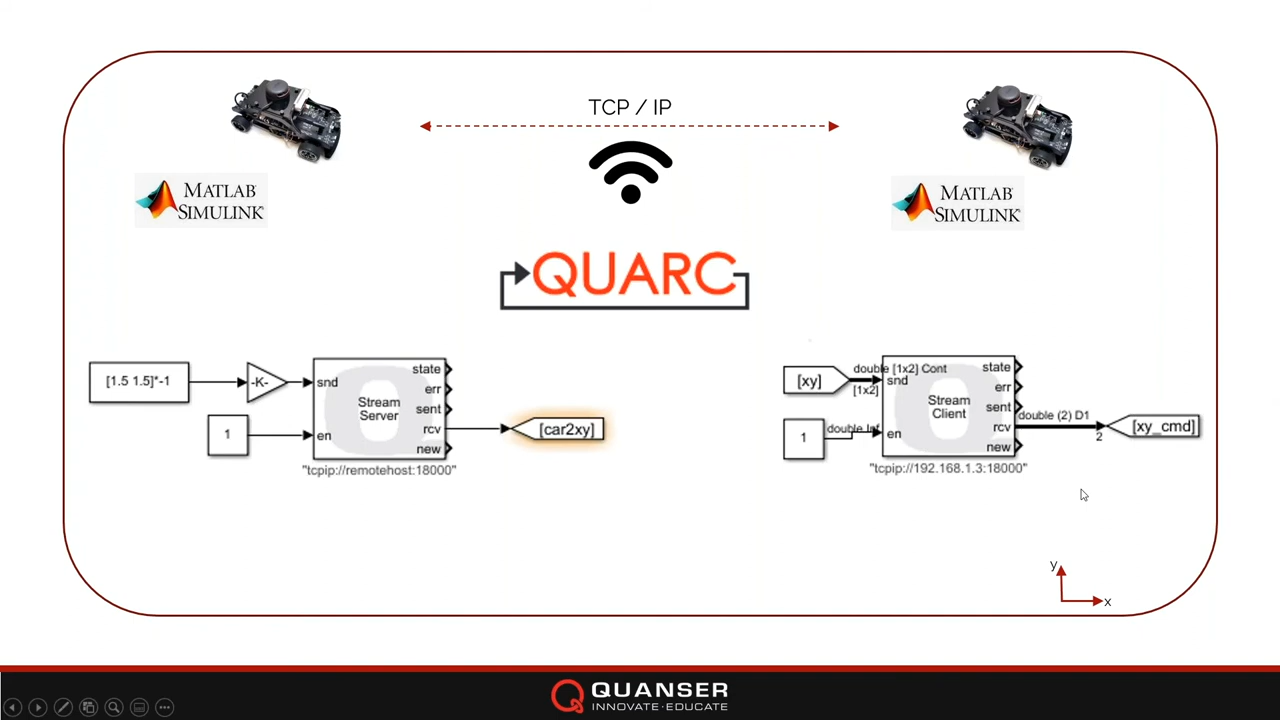 TCP / IP
MATLAB
SIMULINK®
MATLAB
SIMULINK®
QUARC
[1.5 1.5]*-1
-K-
snd
en
Stream
Server
state
err
sent
rcv
new
1
[car2xy]
"tcpip://remotehost:18000"
[xy]
double [1x2] Cont
[1x2]
snd
1
double Inf
en
Stream
Client
state
err
sent
rcv
new
double (2) D1
2
[xy_cmd]
"tcpip://192.168.1.3:18000"
y
x
QUANSER
INNOVATE·EDUCATE